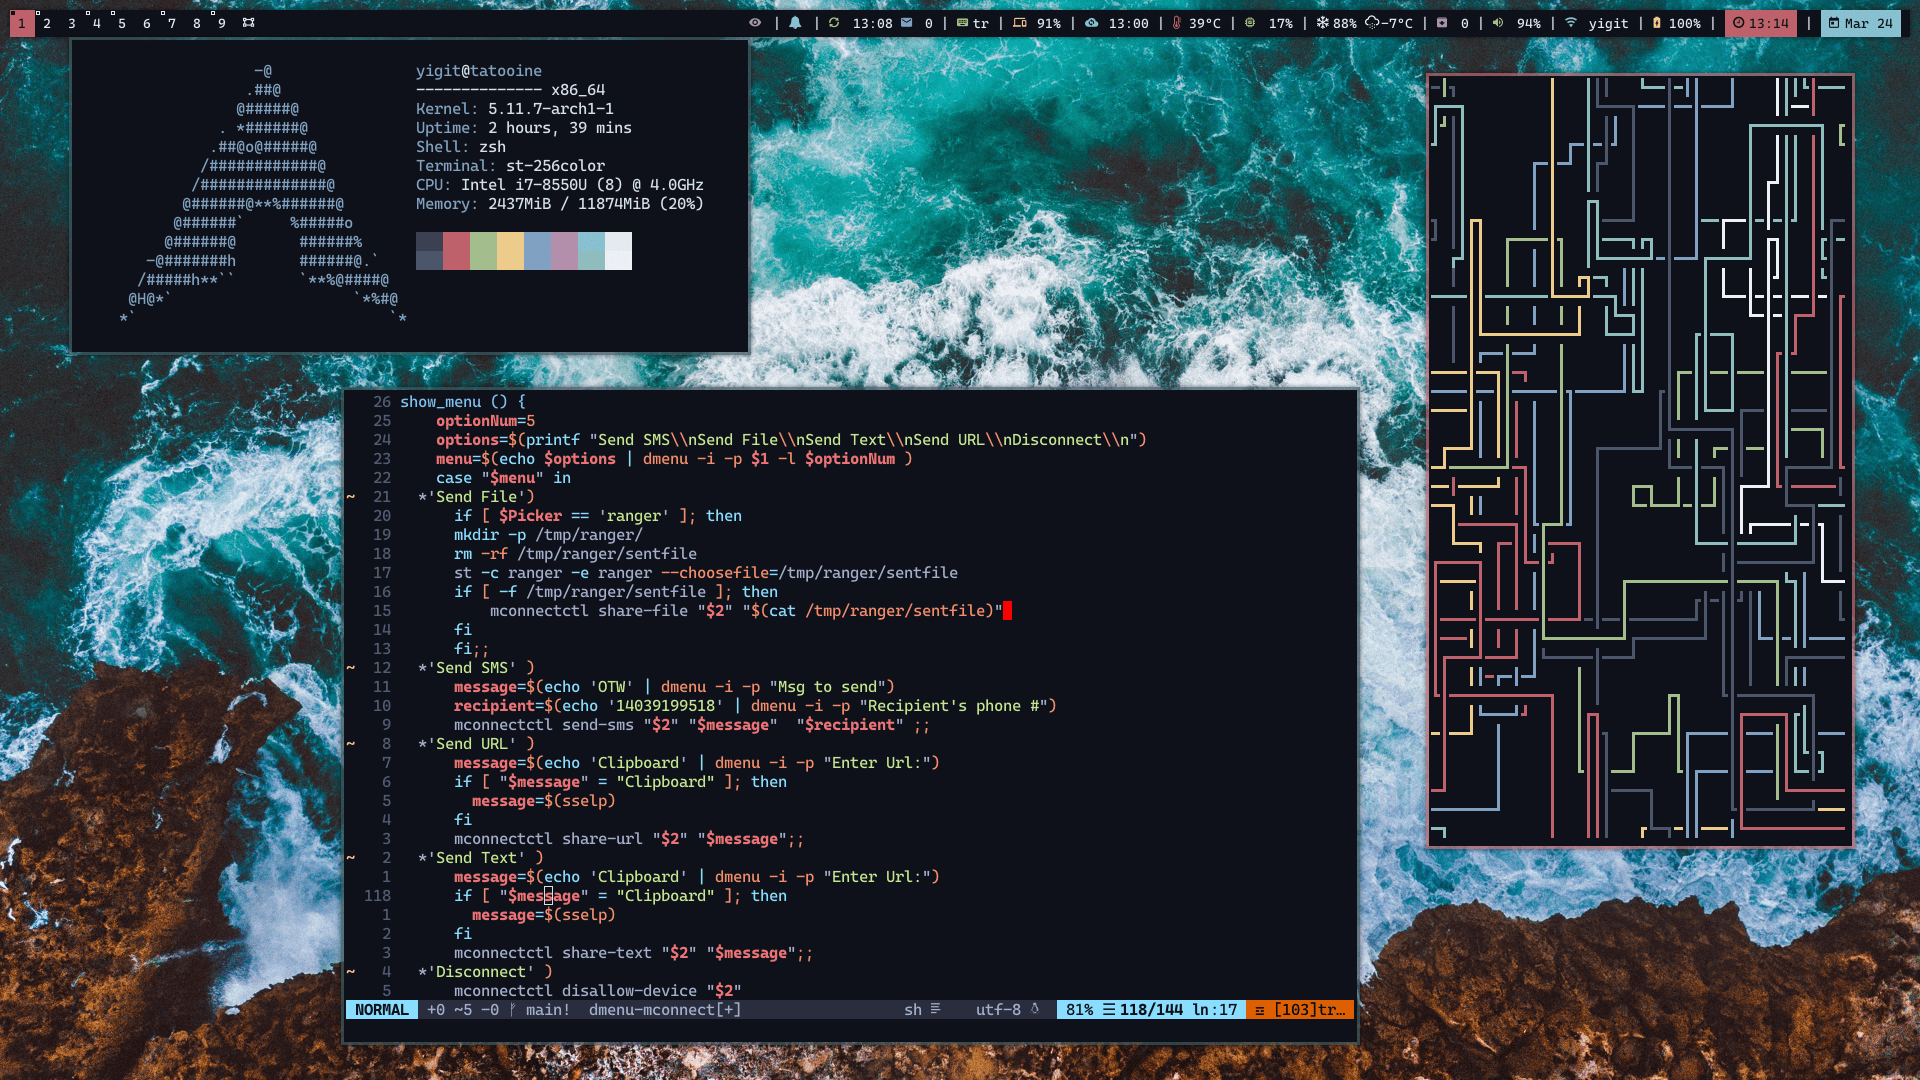 1 2 3 4 5 6 7 8 9 | | 13:08 0 | tr | 91% | 13:00 | 39°C | 17% | 88% -7°C | 0 | 94% | yigit | 100% | 13:14 | Mar 24
-@
.##@
@#####@
. *######@
.##@o@#####@
/############@
/##############@
@######@**%######@
@######` %#####o
@######@ ######%
-@#######h ######@.`
/#####h**`` `**%@####@
@H@*` `*%#@
*` `*
yigit@tatooine
-------------- x86_64
Kernel: 5.11.7-arch1-1
Uptime: 2 hours, 39 mins
Shell: zsh
Terminal: st-256color
CPU: Intel i7-8550U (8) @ 4.0GHz
Memory: 2437MiB / 11874MiB (20%)
26 show_menu () {
25 optionNum=5
24 options=$(printf "Send SMS\\nSend File\\nSend Text\\nSend URL\\nDisconnect\\n")
23 menu=$(echo $options | dmenu -i -p $1 -l $optionNum )
22 case "$menu" in
~ 21 *'Send File')
20 if [ $Picker == 'ranger' ]; then
19 mkdir -p /tmp/ranger/
18 rm -rf /tmp/ranger/sentfile
17 st -c ranger -e ranger --choosefile=/tmp/ranger/sentfile
16 if [ -f /tmp/ranger/sentfile ]; then
15 mconnectctl share-file "$2" "$(cat /tmp/ranger/sentfile)"
14 fi
13 fi;;
~ 12 *'Send SMS' )
11 message=$(echo 'OTW' | dmenu -i -p "Msg to send")
10 recipient=$(echo '14039199518' | dmenu -i -p "Recipient's phone #")
9 mconnectctl send-sms "$2" "$message"  "$recipient" ;;
~ 8 *'Send URL' )
7 message=$(echo 'Clipboard' | dmenu -i -p "Enter Url:")
6 if [ "$message" = "Clipboard" ]; then
5 message=$(sselp)
4 fi
3 mconnectctl share-url "$2" "$message";;
~ 2 *'Send Text' )
1 message=$(echo 'Clipboard' | dmenu -i -p "Enter Url:")
118 if [ "$message" = "Clipboard" ]; then
1 message=$(sselp)
2 fi
3 mconnectctl share-text "$2" "$message";;
~ 4 *'Disconnect' )
5 mconnectctl disallow-device "$2"
NORMAL +0 ~5 -0 main! dmenu-mconnect[+] sh utf-8 81% ☰ 118/144 ln:17 [103]tr…